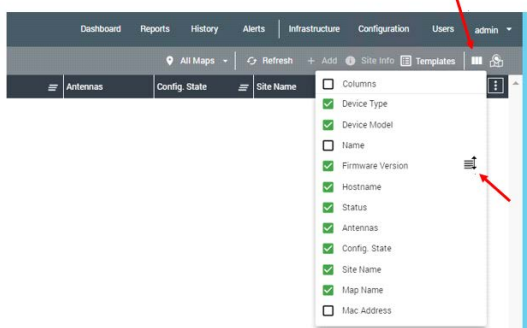 Dashboard Reports History Alerts Infrastructure Configuration Users admin
All Maps Refresh + Add Site Info Templates
Antennas Config. State Site Name
Columns
Device Type
Device Model
Name
Firmware Version
Hostname
Status
Antennas
Config. State
Site Name
Map Name
Mac Address